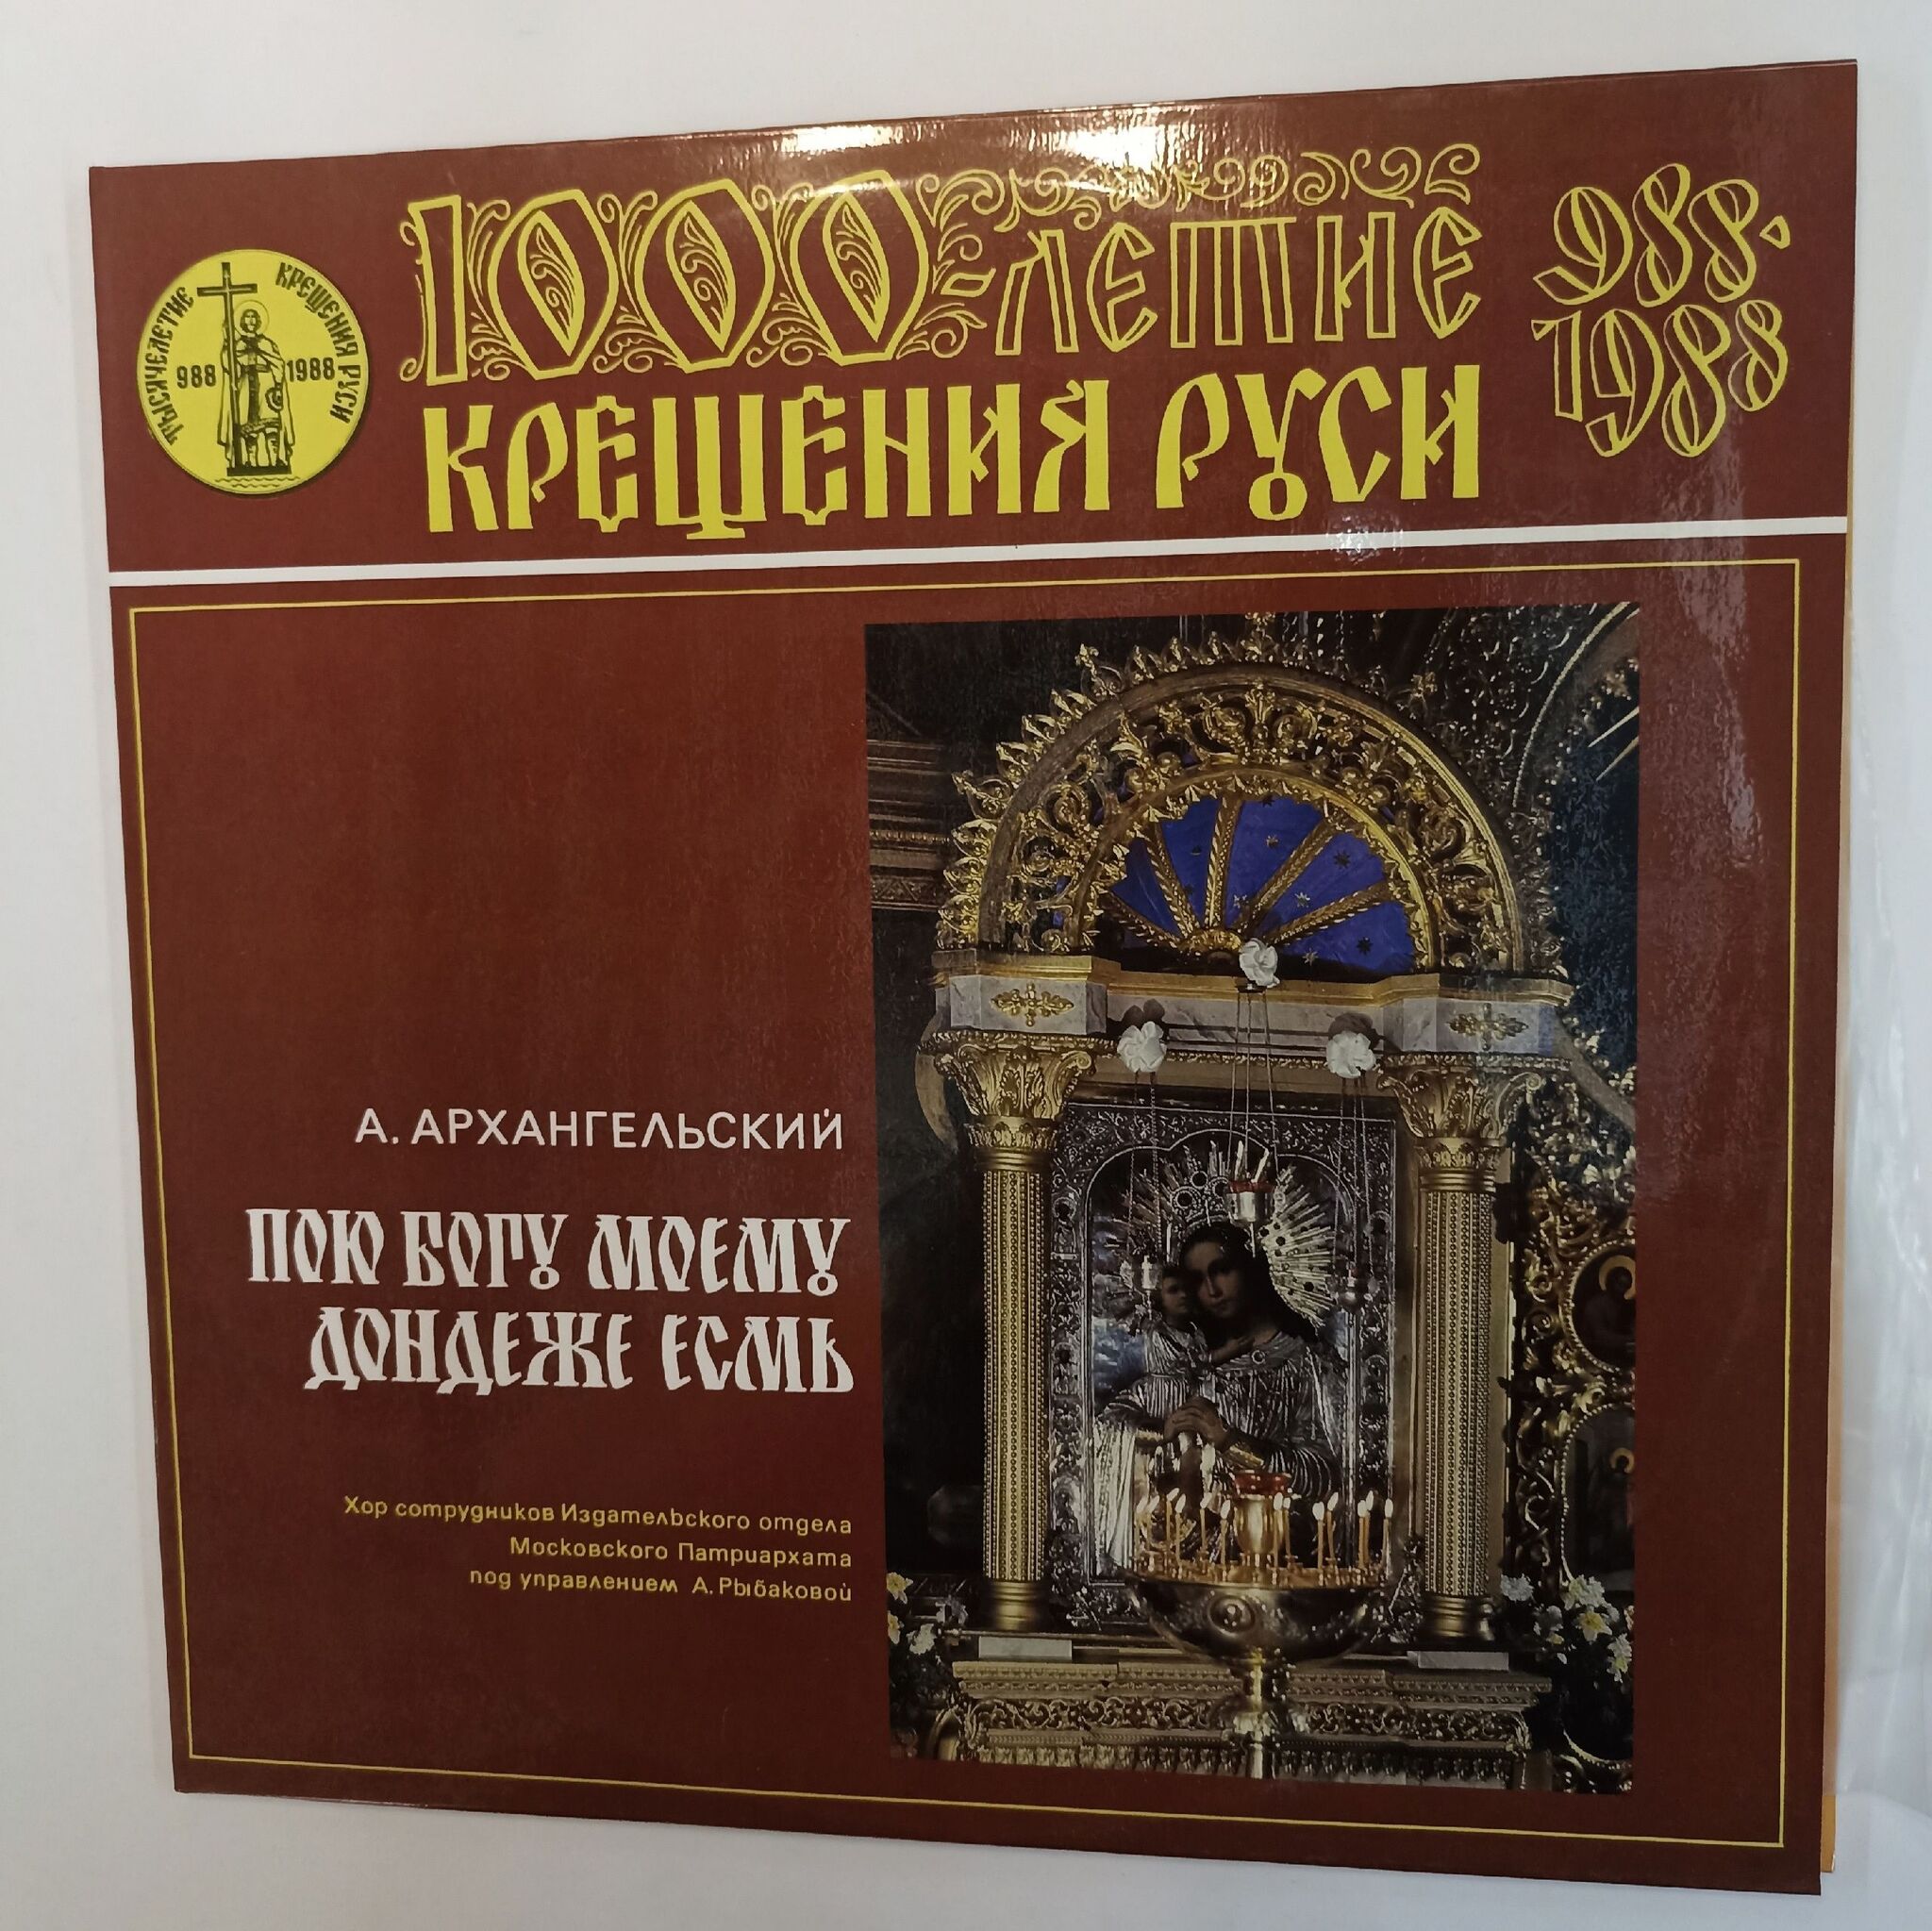 ТЫСЯЧЕЛЕТИЕ КРЕЩЕНИЯ РУСИ
988 1988
1000-ЛЕТИЕ
КРЕЩЕНИЯ РУСИ
988-
1988
А. АРХАНГЕЛЬСКИЙ
ПОЮ БОГУ МОЕМУ
ДОНДЕЖЕ ЕСМЬ
Хор сотрудников Издательского отдела
Московского Патриархата
под управлением А. Рыбаковой